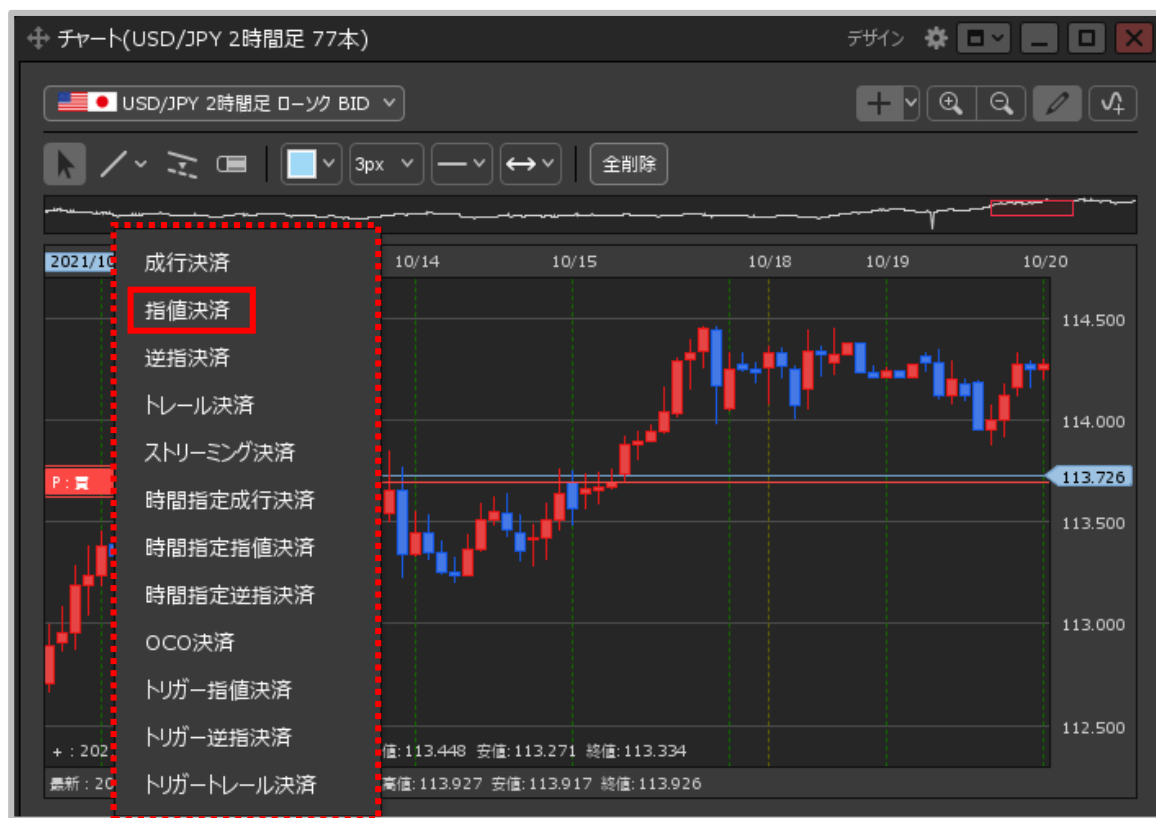 チャート(USD/JPY 2時間足 77本)
デザイン
USD/JPY 2時間足 ローソク BID
3px
全削除
2021/10
10/14
10/15
10/18
10/19
10/20
成行決済
指値決済
逆指決済
トレール決済
ストリーミング決済
時間指定成行決済
時間指定指値決済
時間指定逆指決済
OCO決済
トリガー指値決済
トリガー逆指決済
トリガートレール決済
114.500
114.000
113.726
113.500
113.000
112.500
P:買
+:202
値:113.448 安値:113.271 終値:113.334
最新:20
高値:113.927 安値:113.917 終値:113.926